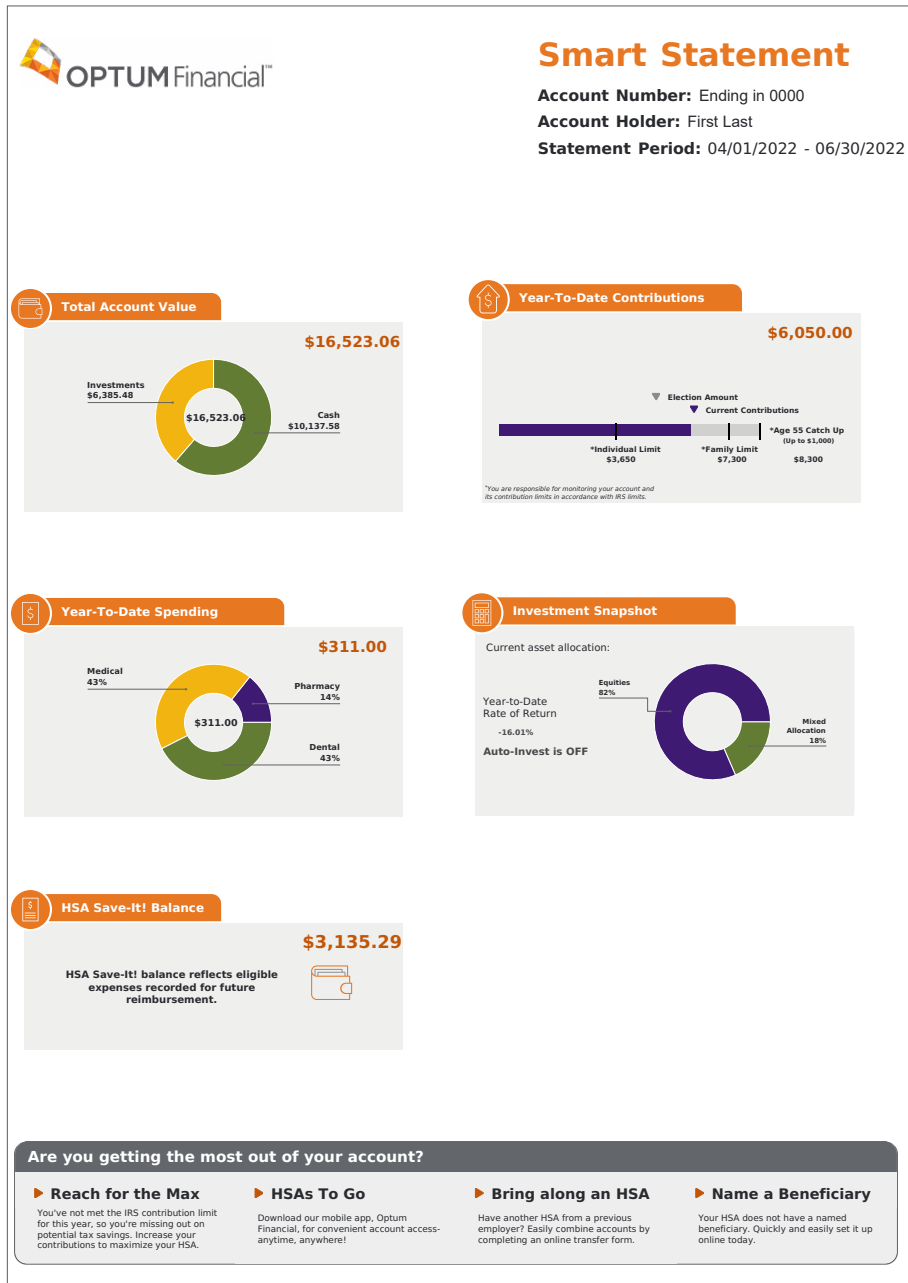 OPTUM Financial™
Smart Statement
Account Number: Ending in 0000
Account Holder: First Last
Statement Period: 04/01/2022 - 06/30/2022
Total Account Value
$16,523.06
Investments
$6,385.48
$16,523.06
Cash
$10,137.58
Year-To-Date Contributions
$6,050.00
Election Amount
Current Contributions
*Age 55 Catch Up
(Up to $1,000)
*Individual Limit
$3,650
*Family Limit
$7,300
$8,300
*You are responsible for monitoring your account and
its contribution limits in accordance with IRS limits.
Year-To-Date Spending
$311.00
Medical
43%
Pharmacy
14%
$311.00
Dental
43%
Investment Snapshot
Current asset allocation:
Equities
82%
Year-to-Date
Rate of Return
-16.01%
Auto-Invest is OFF
Mixed
Allocation
18%
HSA Save-It! Balance
$3,135.29
HSA Save-It! balance reflects eligible
expenses recorded for future
reimbursement.
Are you getting the most out of your account?
Reach for the Max
You've not met the IRS contribution limit
for this year, so you're missing out on
potential tax savings. Increase your
contributions to maximize your HSA.
HSAs To Go
Download our mobile app, Optum
Financial, for convenient account access-
anytime, anywhere!
Bring along an HSA
Have another HSA from a previous
employer? Easily combine accounts by
completing an online transfer form.
Name a Beneficiary
Your HSA does not have a named
beneficiary. Quickly and easily set it up
online today.